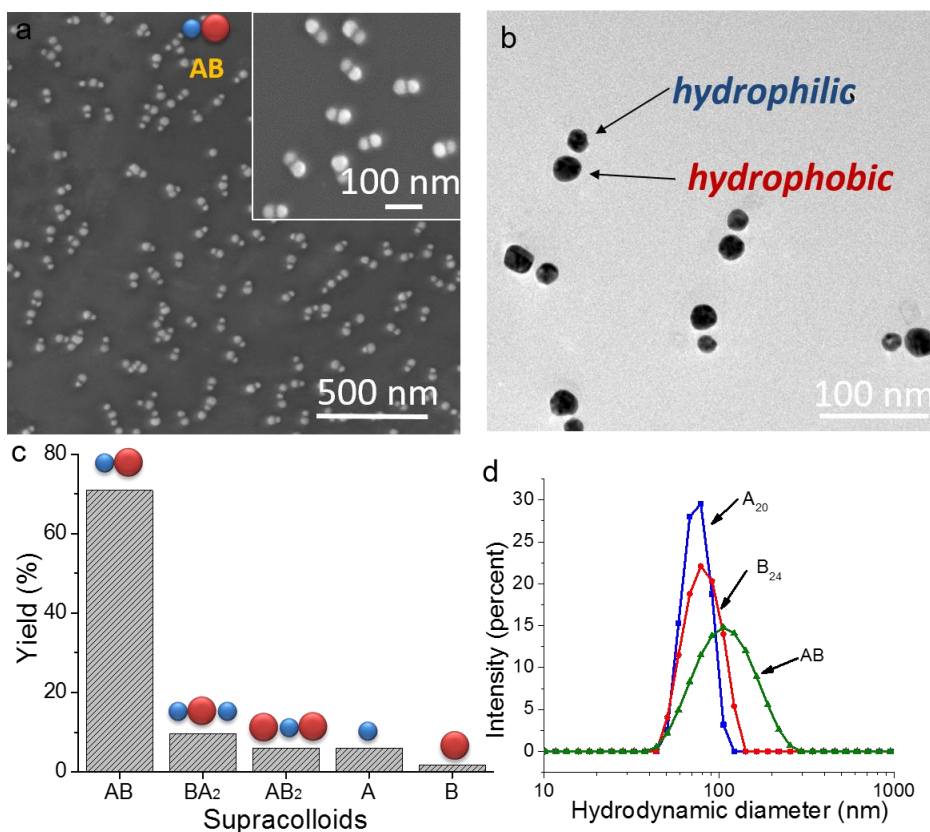 a
AB
100 nm
500 nm
b
hydrophilic
hydrophobic
100 nm
c
Yield (%)
80
60
40
20
0
AB BA₂ AB₂ A B
Supracolloids
d
Intensity (percent)
30
25
20
15
10
5
0
A₂₀
B₂₄
AB
10 100 1000
Hydrodynamic diameter (nm)